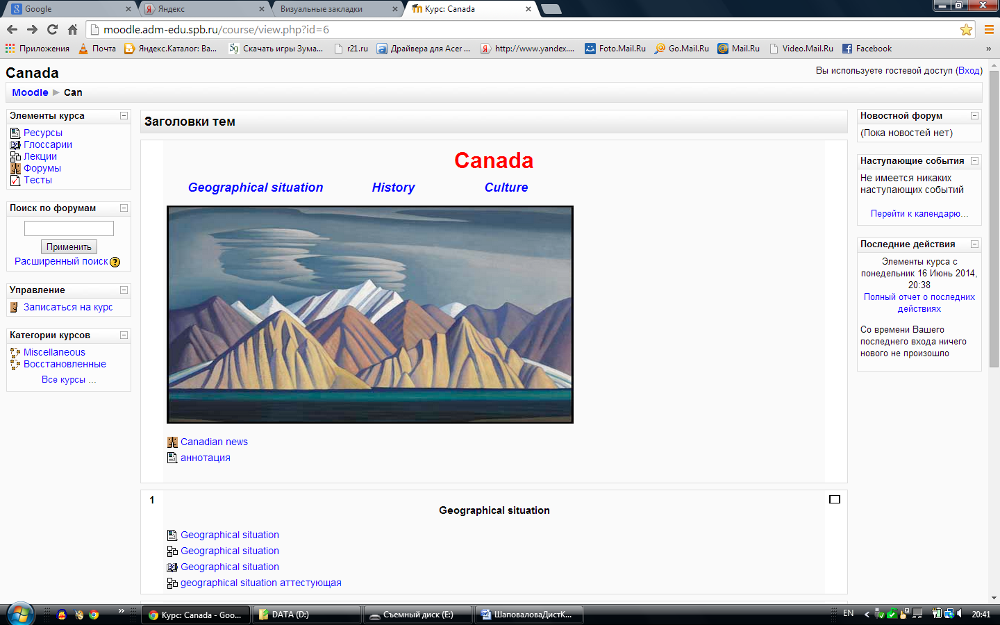 Google
Яндекс
Визуальные закладки
Курс: Canada
moodle.adm-edu.spb.ru/course/view.php?id=6
Приложения
Почта
Яндекс.Каталог: Ва...
Скачать игры Зума...
r21.ru
Драйвера для Acer ...
http://www.yandex....
Foto.Mail.Ru
Go.Mail.Ru
Mail.Ru
Video.Mail.Ru
Facebook
»
Canada
Вы используете гостевой доступ (Вход)
Moodle ► Can
Элементы курса
Ресурсы
Глоссарии
Лекции
Форумы
Тесты
Поиск по форумам
Применить
Расширенный поиск ?
Управление
Записаться на курс
Категории курсов
Miscellaneous
Восстановленные
Все курсы ...
Заголовки тем
Canada
Geographical situation History Culture
Canadian news
аннотация
1
Geographical situation
Geographical situation
Geographical situation
Geographical situation
geographical situation аттестующая
Новостной форум
(Пока новостей нет)
Наступающие события
Не имеется никаких
наступающих событий
Перейти к календарю...
Последние действия
Элементы курса с
понедельник 16 Июнь 2014,
20:38
Полный отчет о последних
действиях
Со времени Вашего
последнего входа ничего
нового не произошло
»
Курс: Canada - Goo...
DATA (D:)
Съемный диск (E:)
ШаповаловаДистК...
EN
20:41